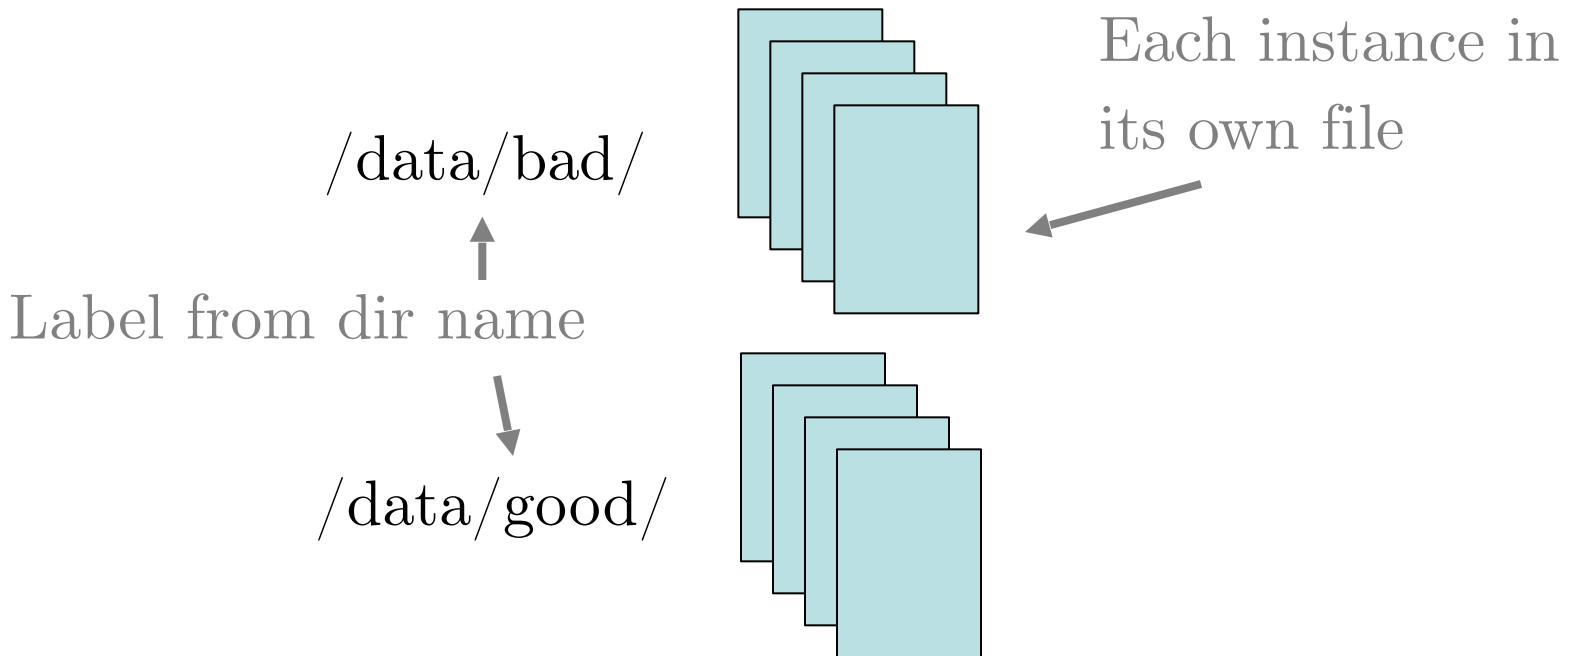 Each instance in
its own file
/data/bad/
Label from dir name
/data/good/